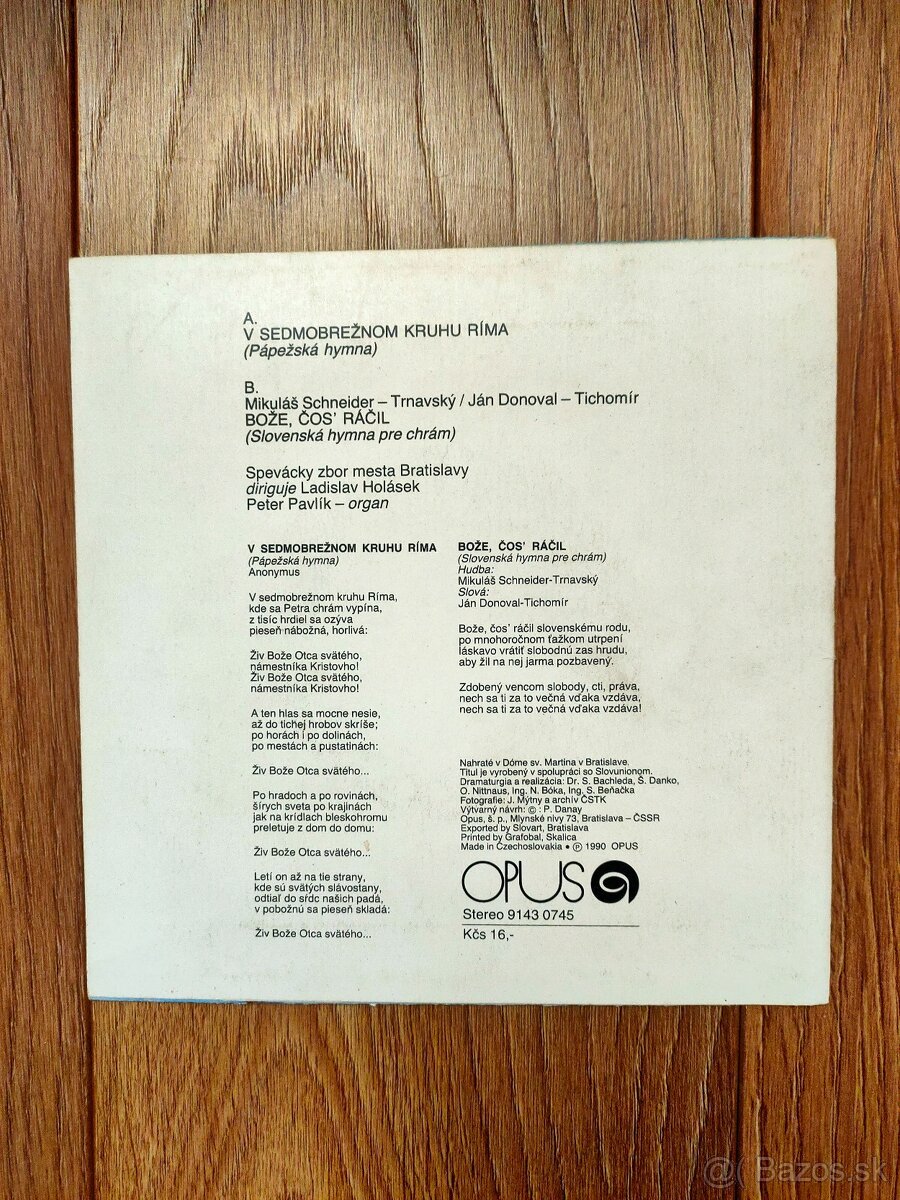 A.
V SEDMOBREŽNOM KRUHU RÍMA
(Pápežská hymna)
B.
Mikuláš Schneider – Trnavský / Ján Donoval – Tichomír
BOŽE, ČOS' RÁČIL
(Slovenská hymna pre chrám)
Spevácky zbor mesta Bratislavy
diriguje Ladislav Holásek
Peter Pavlík – organ
V SEDMOBREŽNOM KRUHU RÍMA
(Pápežská hymna)
Anonymus
V sedmobrežnom kruhu Ríma,
kde sa Petra chrám vypína,
z tisíc hrdiel sa ozýva
pieseň nábožná, horlivá:
Živ Bože Otca svätého,
námestníka Kristovho!
Živ Bože Otca svätého,
námestníka Kristovho!
A ten hlas sa mocne nesie,
až do tichej hrobov skríše;
po horách i po dolinách,
po mestách a pustatinách:
Živ Bože Otca svätého...
Po hradoch a po rovinách,
šírych sveta po krajinách
jak na krídlach bleskohromu
preletuje z dom do domu:
Živ Bože Otca svätého...
Letí on až na tie strany,
kde sú svätých slávostany,
odtiaľ do sŕdc našich padá,
v pobožnú sa pieseň skladá:
Živ Bože Otca svätého...
BOŽE, ČOS' RÁČIL
(Slovenská hymna pre chrám)
Hudba:
Mikuláš Schneider-Trnavský
Slová:
Ján Donoval-Tichomír
Bože, čos' ráčil slovenskému rodu,
po mnohoročnom ťažkom utrpení
láskavo vrátiť slobodnú zas hrudu,
aby žil na nej jarma pozbavený.
Zdobený vencom slobody, cti, práva,
nech sa ti za to večná vďaka vzdáva,
nech sa ti za to večná vďaka vzdáva!
Nahraté v Dóme sv. Martina v Bratislave.
Titul je vyrobený v spolupráci so Slovunionom.
Dramaturgia a realizácia: Dr. S. Bachleda, Š. Danko,
O. Nittnaus, Ing. N. Bóka, Ing. S. Beňačka
Fotografie: J. Mýtny a archív ČSTK
Výtvarný návrh: © : P. Danay
Opus, š. p., Mlynské nivy 73, Bratislava – ČSSR
Exported by Slovart, Bratislava
Printed by Grafobal, Skalica
Made in Czechoslovakia • ℗ 1990 OPUS
OPUS
Stereo 9143 0745
Kčs 16,-
@( Bazos.sk